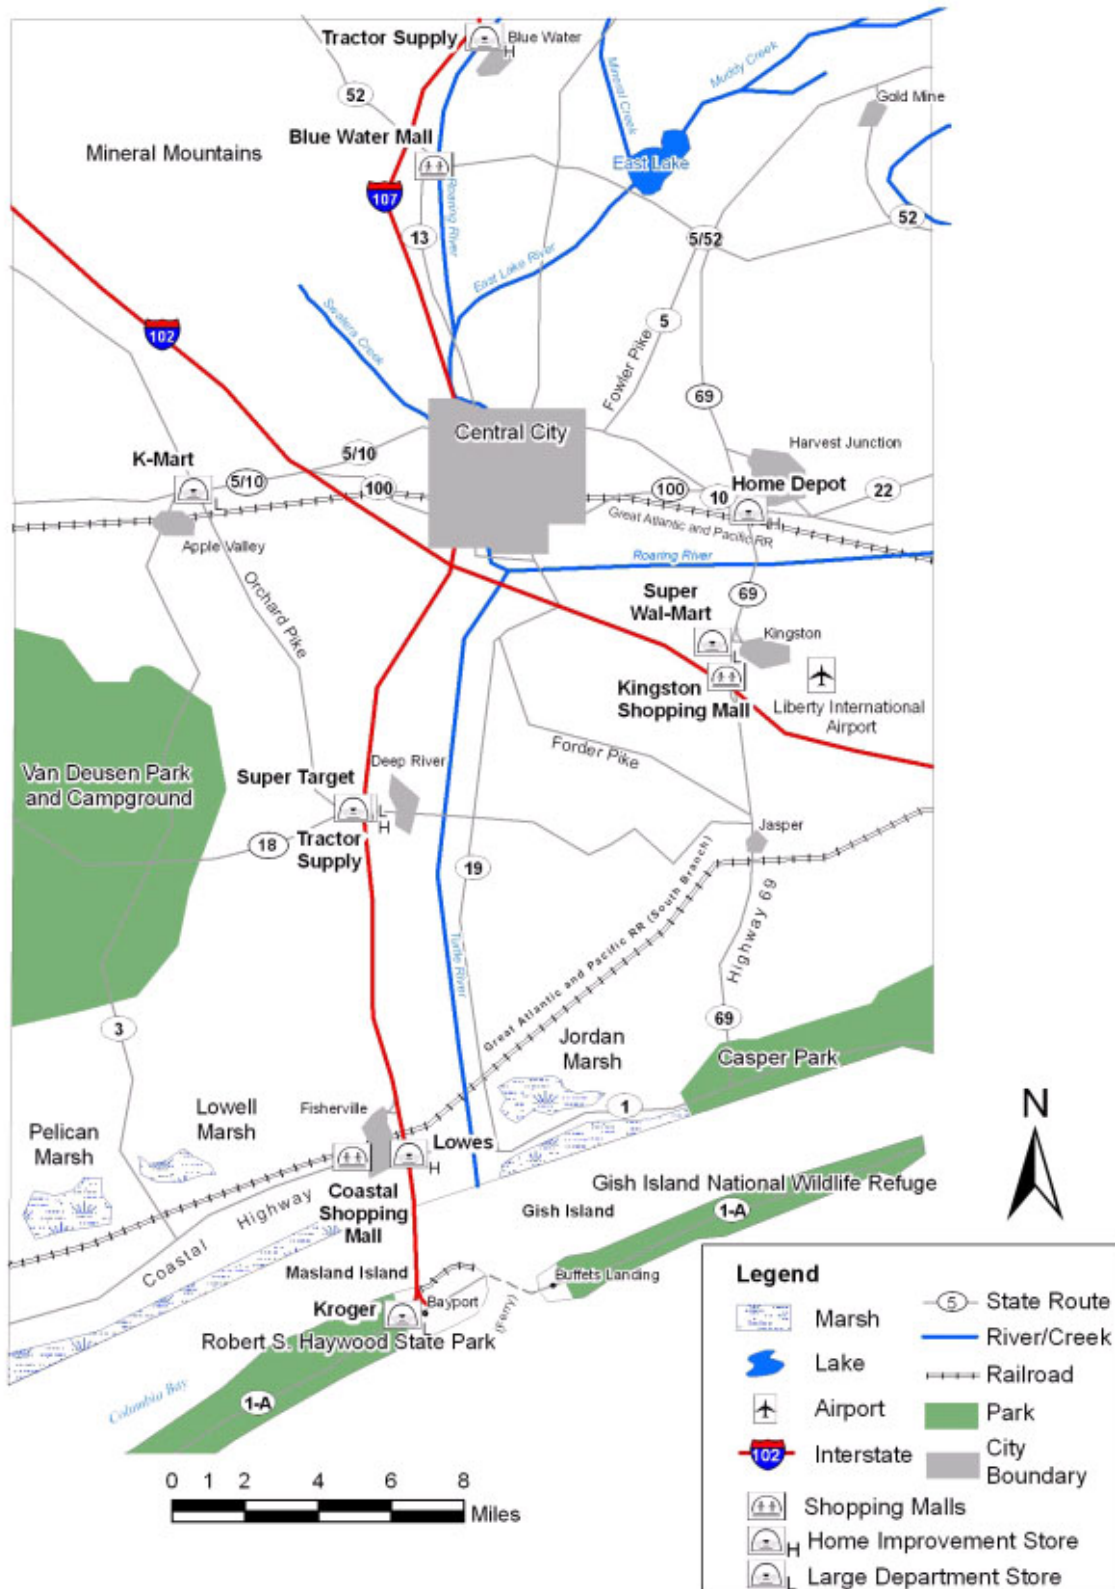 Tractor Supply
Blue Water
H
52
Blue Water Mall
Mineral Mountains
107
13
Roaring River
Mineral Creek
Muddy Creek
Gold Mine
East Lake
52
5/52
East Lake River
102
Swalera Creek
5
Fowler Pike
69
Central City
5/10
K-Mart
5/10
L
100
Harvest Junction
Home Depot
100
10
22
H
Great Atlantic and Pacific RR
Apple Valley
Roaring River
Orchard Pike
Super
Wal-Mart
69
Kingston
L
Kingston
Shopping Mall
Liberty International
Airport
Forder Pike
Van Deusen Park
and Campground
Super Target
Deep River
L
H
18
Tractor
Supply
Jasper
19
Turtle River
Great Atlantic and Pacific RR (South Branch)
Highway 69
69
3
Jordan
Marsh
Casper Park
Fisherville
Lowell
Marsh
Pelican
Marsh
1
Lowes
H
Coastal
Shopping
Mall
Coastal Highway
Gish Island National Wildlife Refuge
1-A
Gish Island
Masland Island
Buffets Landing
Kroger
Bayport
(Ferry)
Robert S. Haywood State Park
Columbia Bay
1-A
N
0 1 2 4 6 8
Miles
Legend
Marsh
Lake
Airport
102
Interstate
5
State Route
River/Creek
Railroad
Park
City
Boundary
Shopping Malls
H
Home Improvement Store
L
Large Department Store